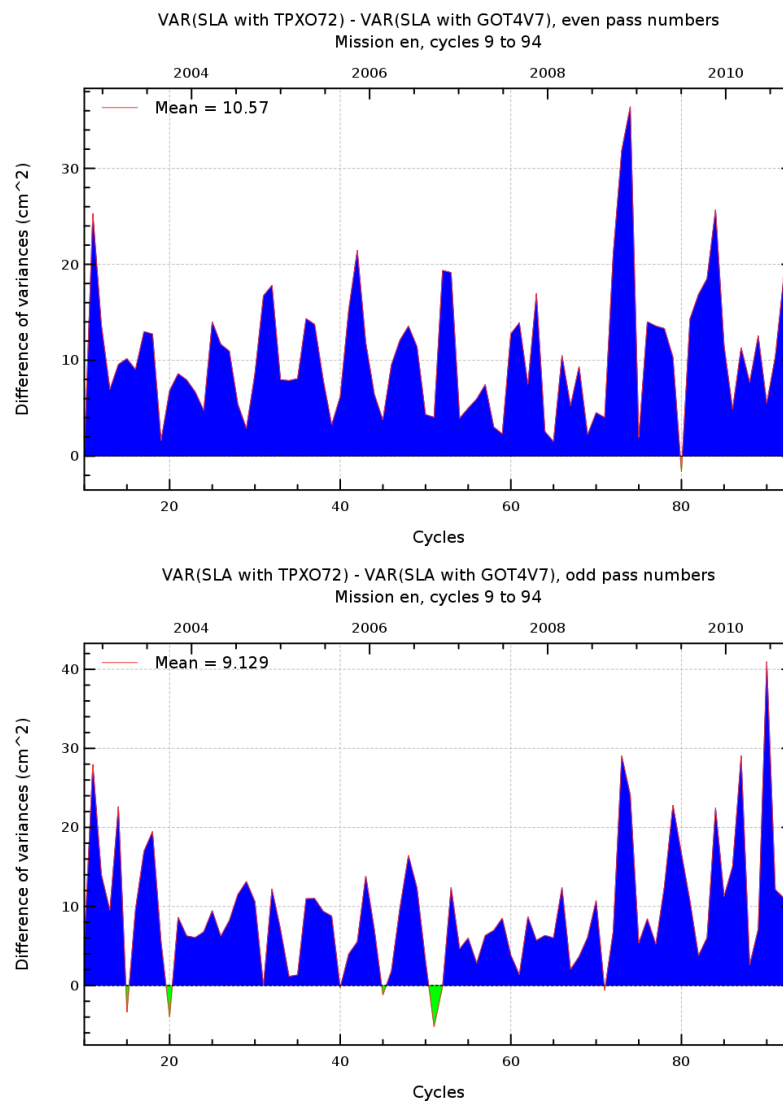 VAR(SLA with TPXO72) - VAR(SLA with GOT4V7), even pass numbers
Mission en, cycles 9 to 94
2004 2006 2008 2010
Mean = 10.57
Difference of variances (cm^2)
30
20
10
0
20 40 60 80
Cycles
VAR(SLA with TPXO72) - VAR(SLA with GOT4V7), odd pass numbers
Mission en, cycles 9 to 94
2004 2006 2008 2010
Mean = 9.129
Difference of variances (cm^2)
40
30
20
10
0
20 40 60 80
Cycles